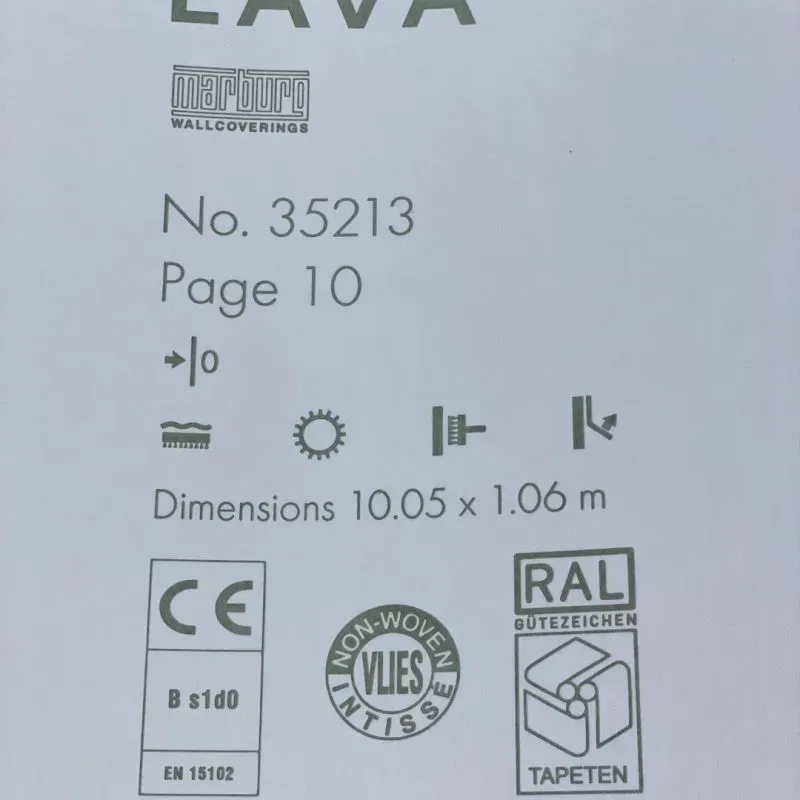 LAVA
marburg
WALLCOVERINGS
No. 35213
Page 10
0
Dimensions 10.05 x 1.06 m
CE
B s1d0
EN 15102
NON-WOVEN
VLIES
INTISSÉ
RAL
GÜTEZEICHEN
TAPETEN